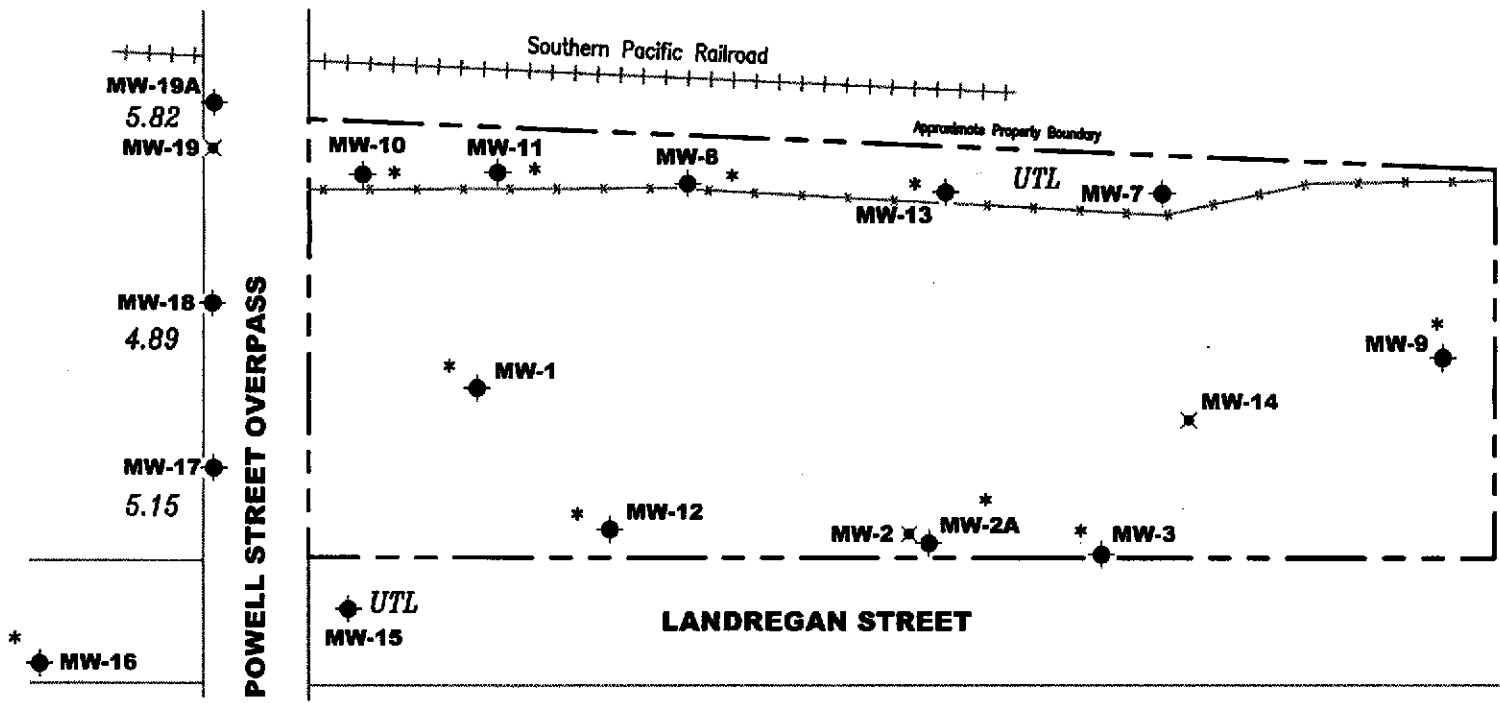 Southern Pacific Railroad
MW-19A
5.82
MW-19
Approximate Property Boundary
MW-10 *
MW-11 *
MW-8 *
* MW-13
UTL
MW-7
MW-18
4.89
POWELL STREET OVERPASS
* MW-1
* MW-9
MW-14
MW-17
5.15
* MW-12
MW-2
* MW-2A
* MW-3
UTL
MW-15
LANDREGAN STREET
* MW-16